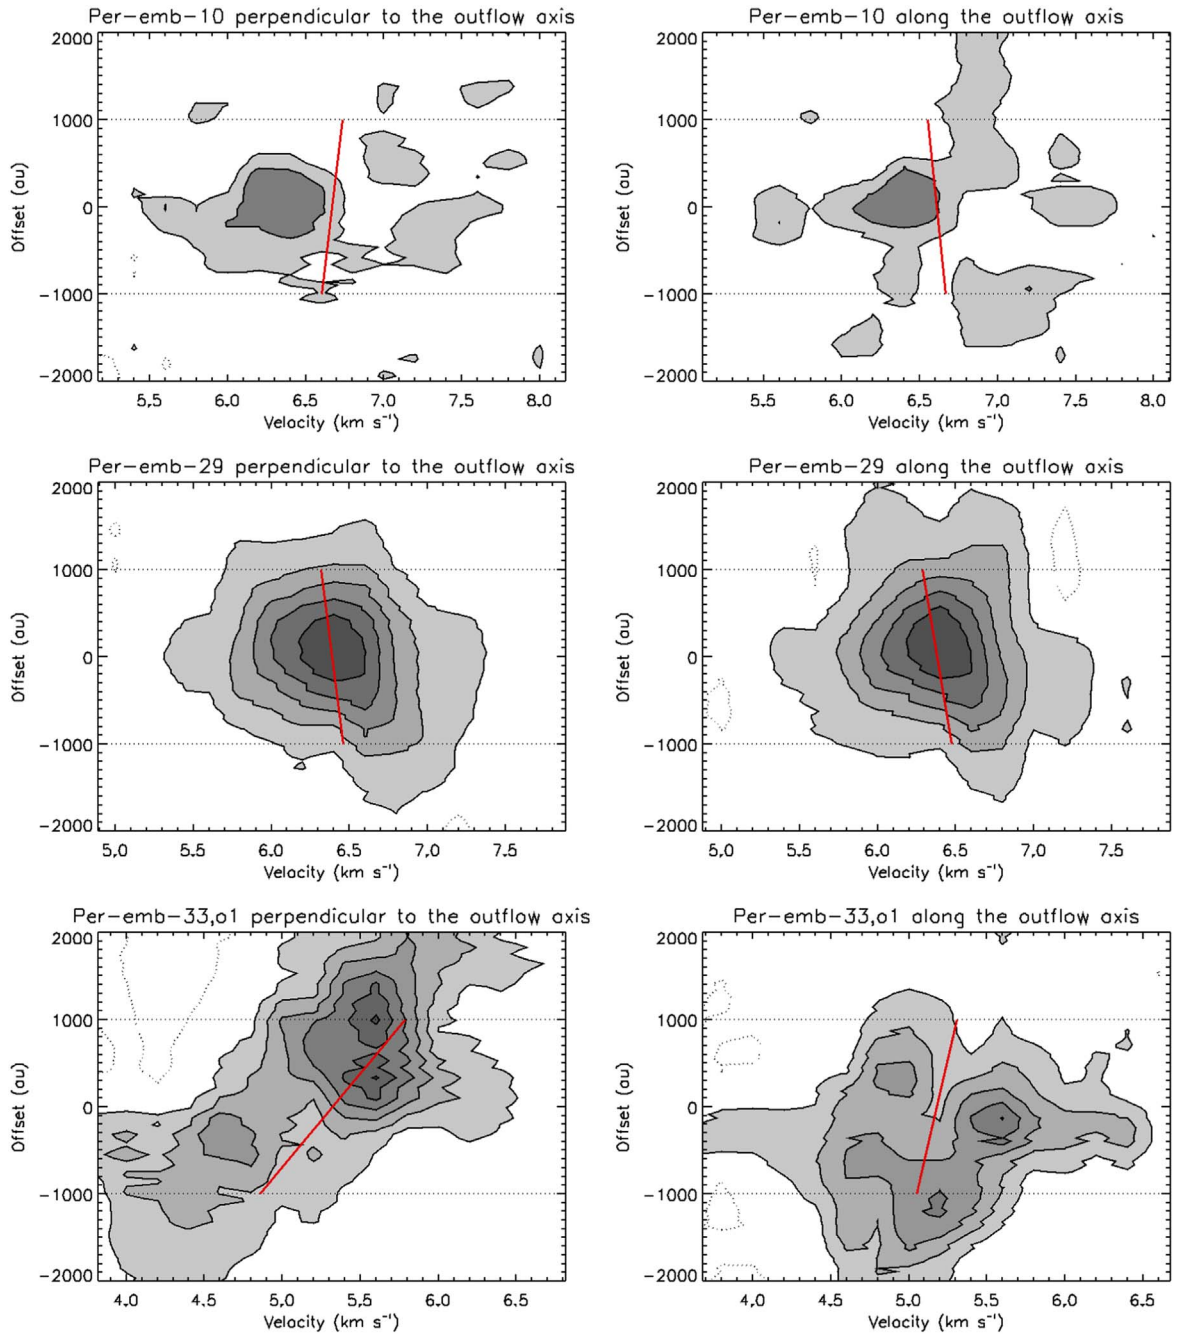 Per-emb-10 perpendicular to the outflow axis
2000
1000
0
-1000
-2000
Offset (au)
5.5 6.0 6.5 7.0 7.5 8.0
Velocity (km s⁻¹)
Per-emb-10 along the outflow axis
2000
1000
0
-1000
-2000
Offset (au)
5.5 6.0 6.5 7.0 7.5 8.0
Velocity (km s⁻¹)
Per-emb-29 perpendicular to the outflow axis
2000
1000
0
-1000
-2000
Offset (au)
5.0 5.5 6.0 6.5 7.0 7.5
Velocity (km s⁻¹)
Per-emb-29 along the outflow axis
2000
1000
0
-1000
-2000
Offset (au)
5.0 5.5 6.0 6.5 7.0 7.5
Velocity (km s⁻¹)
Per-emb-33,o1 perpendicular to the outflow axis
2000
1000
0
-1000
-2000
Offset (au)
4.0 4.5 5.0 5.5 6.0 6.5
Velocity (km s⁻¹)
Per-emb-33,o1 along the outflow axis
2000
1000
0
-1000
-2000
Offset (au)
4.0 4.5 5.0 5.5 6.0 6.5
Velocity (km s⁻¹)